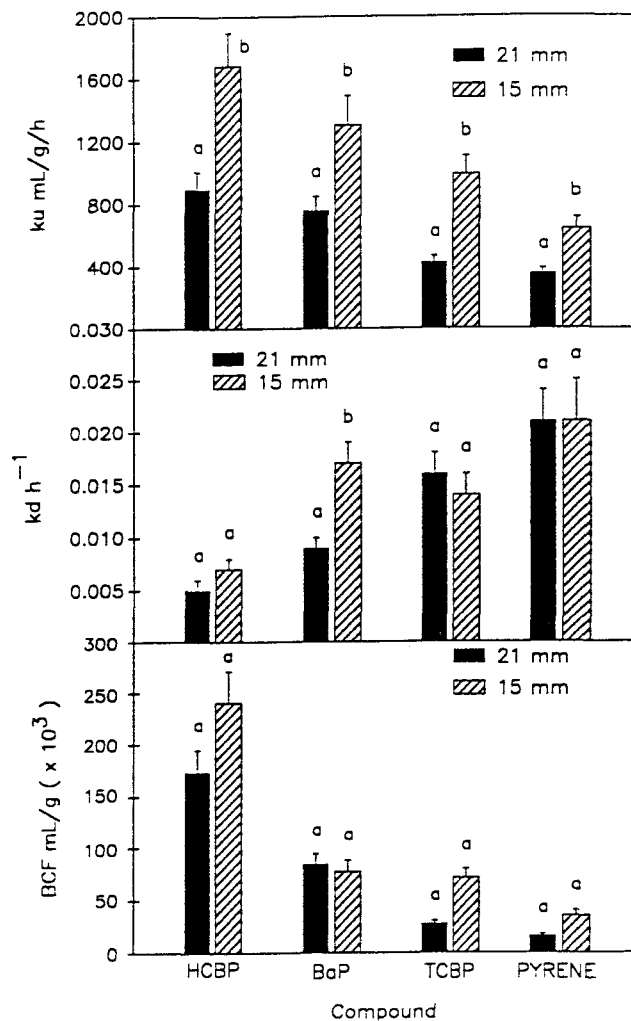 2000
1600
1200
800
400
ku mL/g/h
21 mm
15 mm
a b
a b
a b
a b
0.030
0.025
0.020
0.015
0.010
0.005
kd h⁻¹
21 mm
15 mm
a a
a b
a a
a a
300
250
200
150
100
50
0
BCF mL/g ( x 10³)
21 mm
15 mm
a a
a a
a a
a a
HCBP BaP TCBP PYRENE
Compound